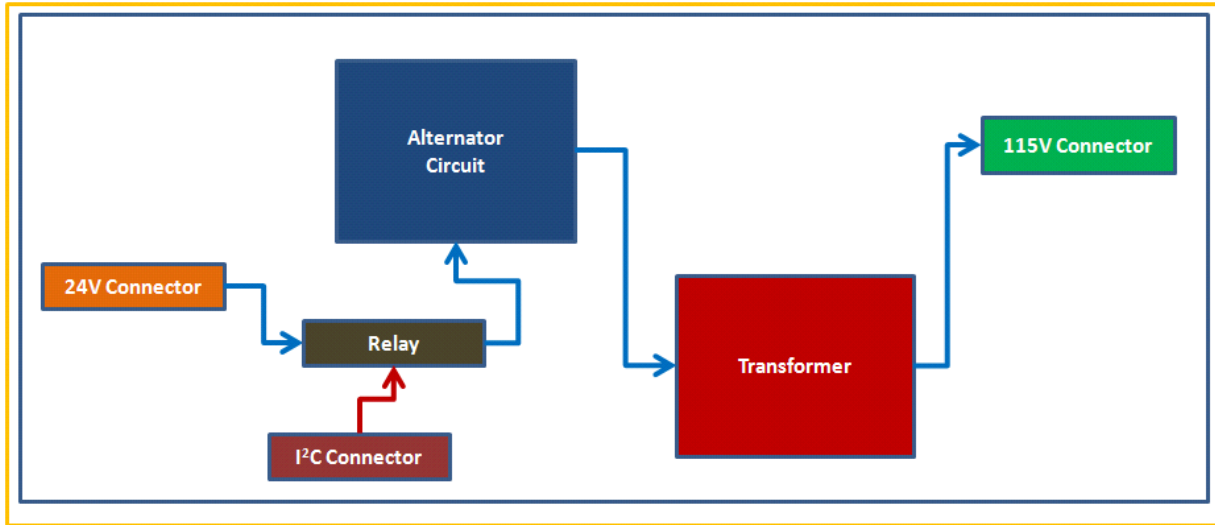 Alternator
Circuit
115V Connector
24V Connector
Relay
Transformer
I²C Connector